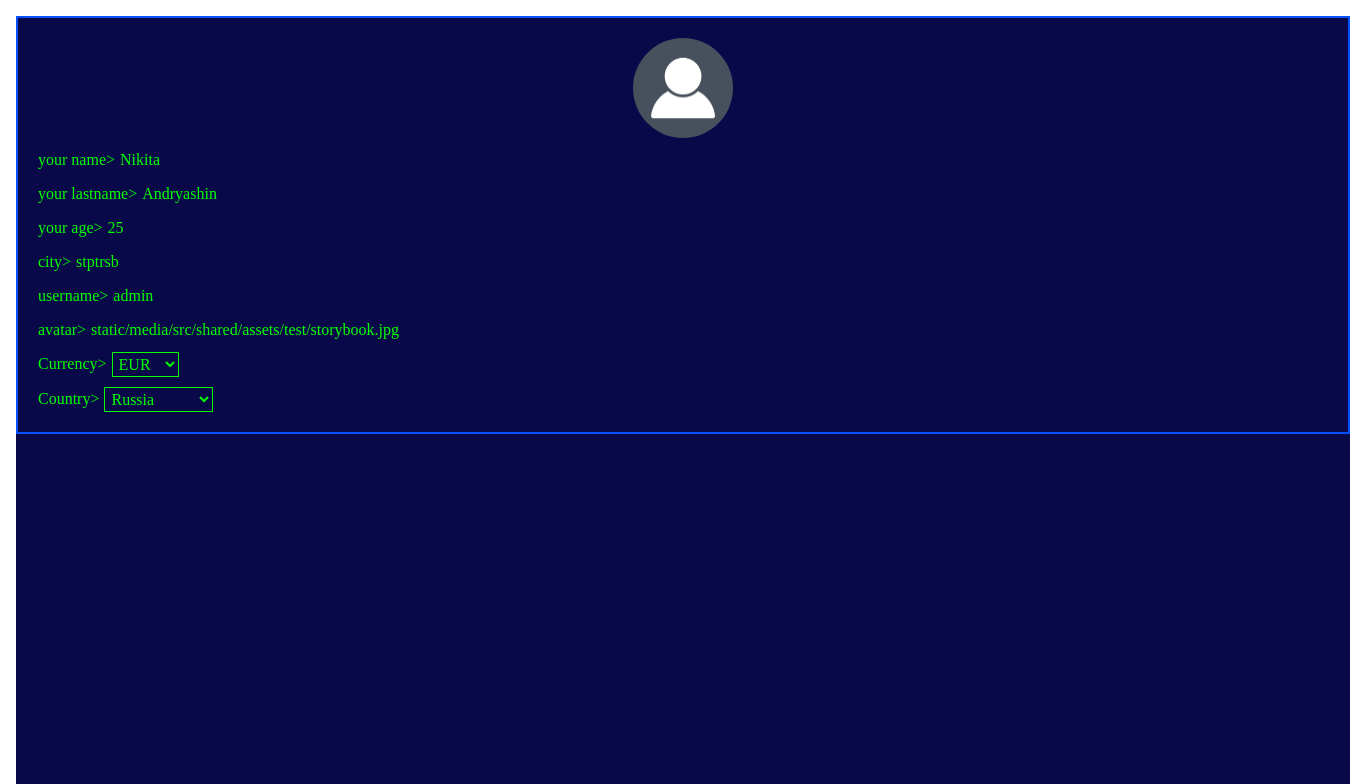 your name> Nikita
your lastname> Andryashin
your age> 25
city> stptrsb
username> admin
avatar> static/media/src/shared/assets/test/storybook.jpg
Currency> EUR
Country> Russia